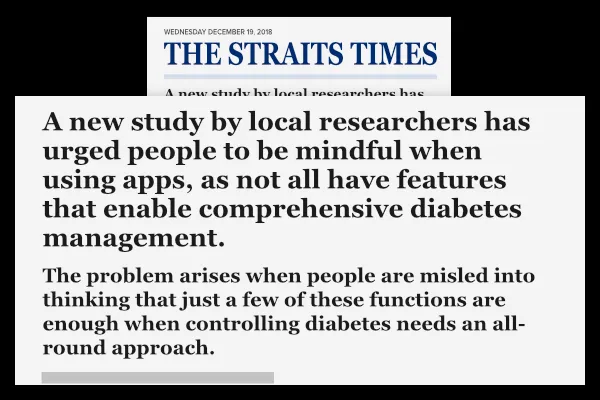 WEDNESDAY DECEMBER 19, 2018
THE STRAITS TIMES
A new study by local researchers has
A new study by local researchers has
urged people to be mindful when
using apps, as not all have features
that enable comprehensive diabetes
management.
The problem arises when people are misled into
thinking that just a few of these functions are
enough when controlling diabetes needs an all-
round approach.